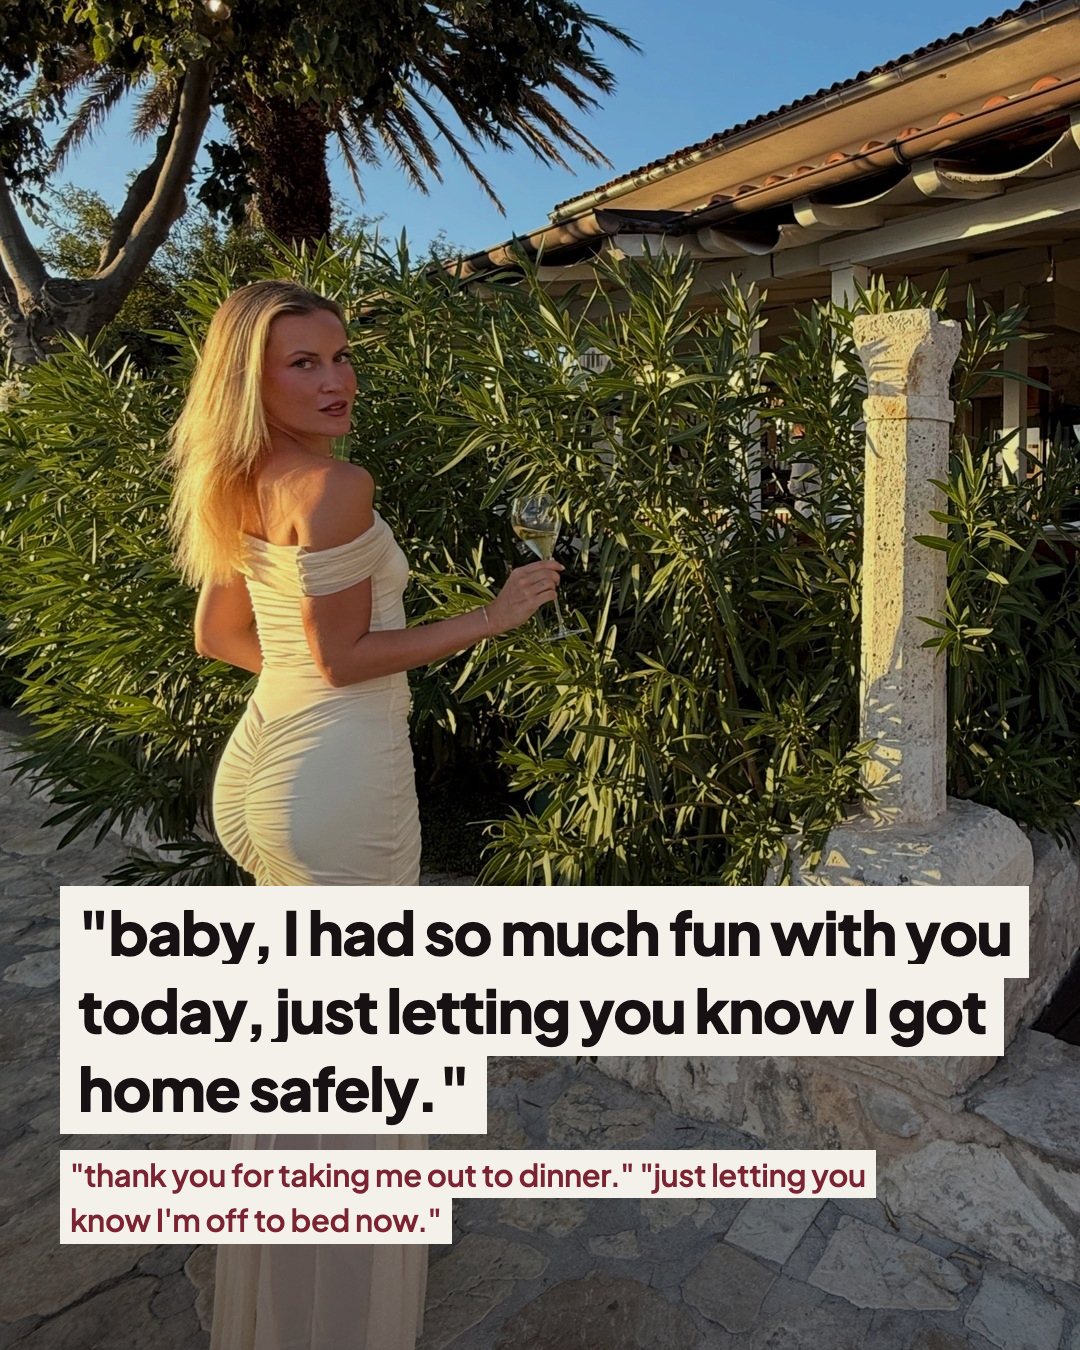 "baby, I had so much fun with you
today, just letting you know I got
home safely."
"thank you for taking me out to dinner." "just letting you
know I'm off to bed now."